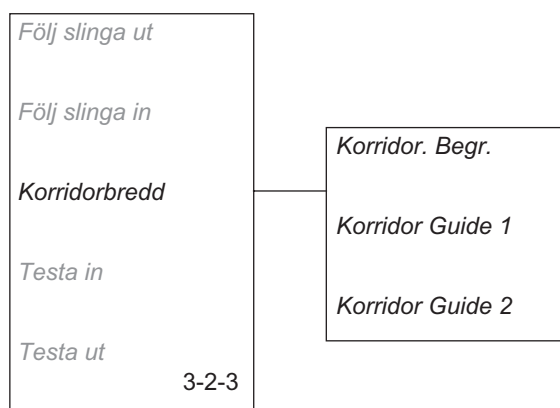 Följ slinga ut
Följ slinga in
Korridorbredd
Testa in
Testa ut
3-2-3
Korridor. Begr.
Korridor Guide 1
Korridor Guide 2